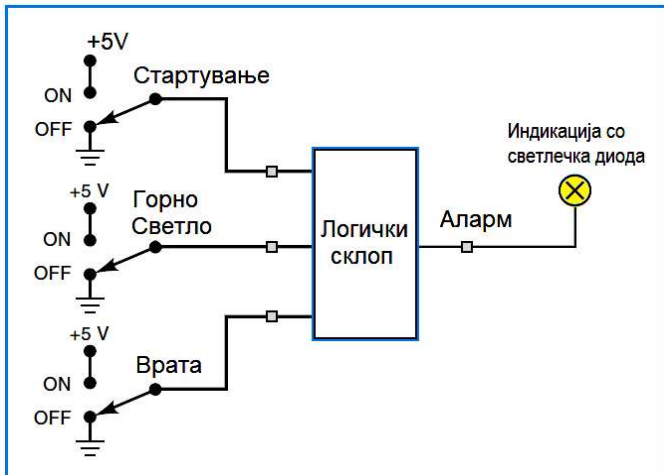 +5V
ON
OFF
Стартување
+5 V
ON
OFF
Горно
Светло
+5 V
ON
OFF
Врата
Логички
склоп
Аларм
Индикација со
светлечка диода